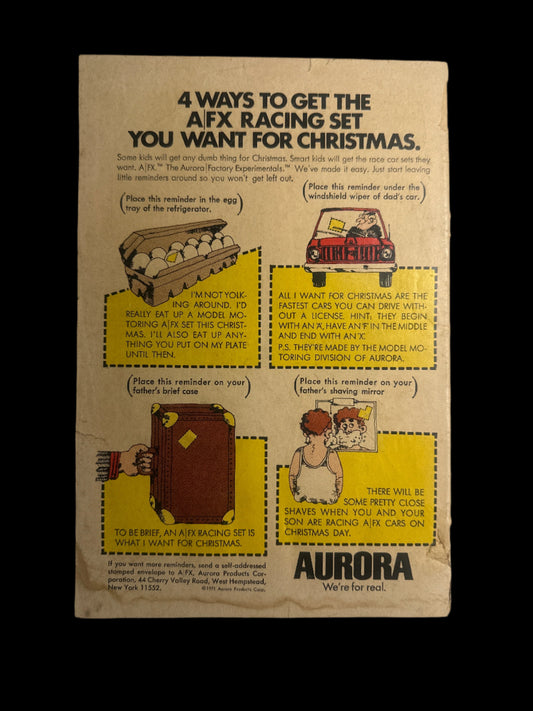 4 WAYS TO GET THE
A|FX RACING SET
YOU WANT FOR CHRISTMAS.
Some kids will get any dumb thing for Christmas. Smart kids will get the race car sets they
want. A|FX.™ The Aurora|Factory Experimentals.™ We've made it easy. Just start leaving
little reminders around so you won't get left out.
(Place this reminder in the egg
tray of the refrigerator.)
I'M NOT YOLK-
ING AROUND. I'D
REALLY EAT UP A MODEL MO-
TORING A|FX SET THIS CHRIST-
MAS. I'LL ALSO EAT UP ANY-
THING YOU PUT ON MY PLATE
UNTIL THEN.
(Place this reminder under the
windshield wiper of dad's car.)
ALL I WANT FOR CHRISTMAS ARE THE
FASTEST CARS YOU CAN DRIVE WITH-
OUT A LICENSE. HINT: THEY BEGIN
WITH AN 'A', HAVE AN 'F' IN THE MIDDLE
AND END WITH AN 'X'.
P.S. THEY'RE MADE BY THE MODEL MO-
TORING DIVISION OF AURORA.
(Place this reminder on your
father's brief case)
TO BE BRIEF, AN A|FX RACING SET IS
WHAT I WANT FOR CHRISTMAS.
(Place this reminder on your
father's shaving mirror)
THERE WILL BE
SOME PRETTY CLOSE
SHAVES WHEN YOU AND YOUR
SON ARE RACING A|FX CARS ON
CHRISTMAS DAY.
If you want more reminders, send a self-addressed
stamped envelope to A|FX, Aurora Products Cor-
poration, 44 Cherry Valley Road, West Hempstead,
New York 11552.
©1971 Aurora Products Corp.
AURORA
We're for real.